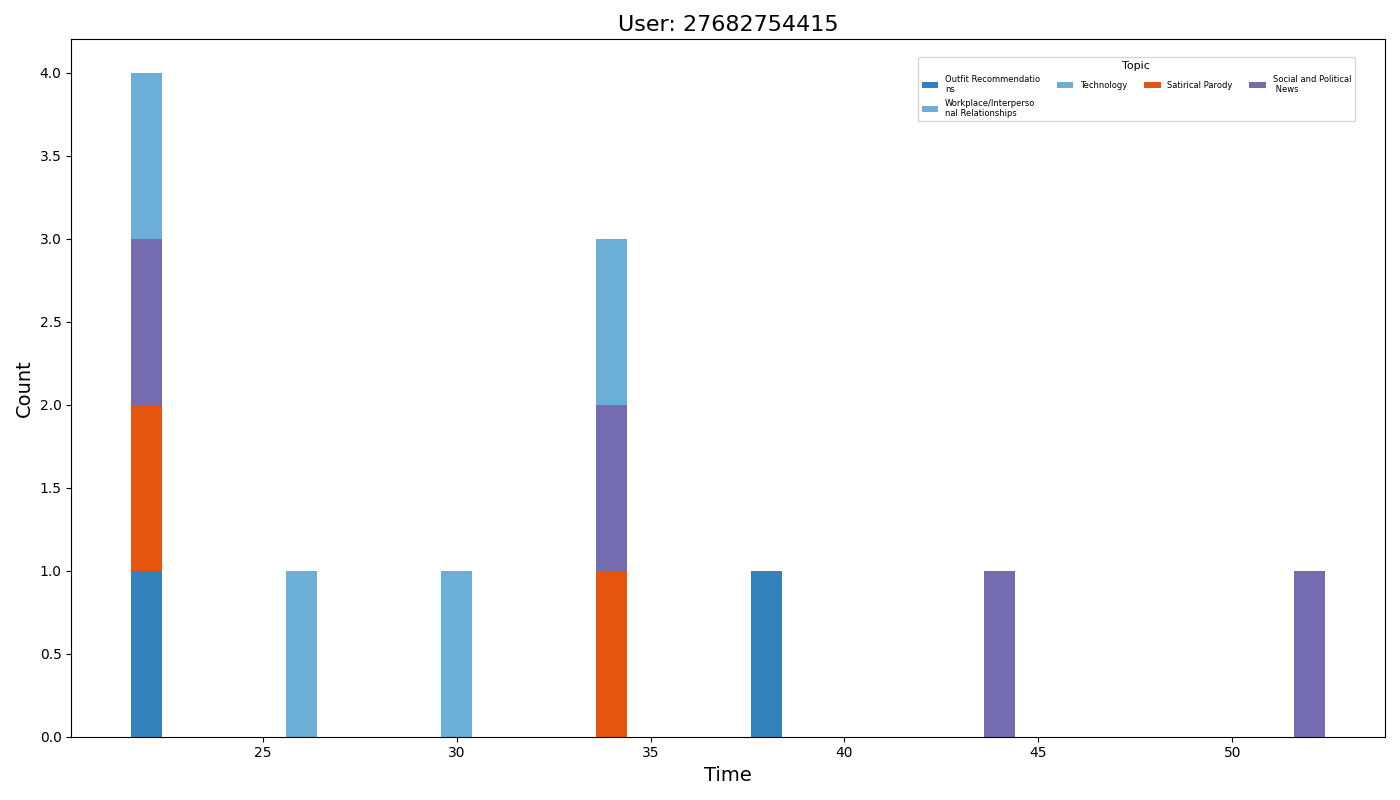 User: 27682754415
Topic
Outfit Recommendatio
ns
Workplace/Interperso
nal Relationships
Technology
Satirical Parody
Social and Political
News
4.0
3.5
3.0
2.5
2.0
1.5
1.0
0.5
0.0
Count
25 30 35 40 45 50
Time